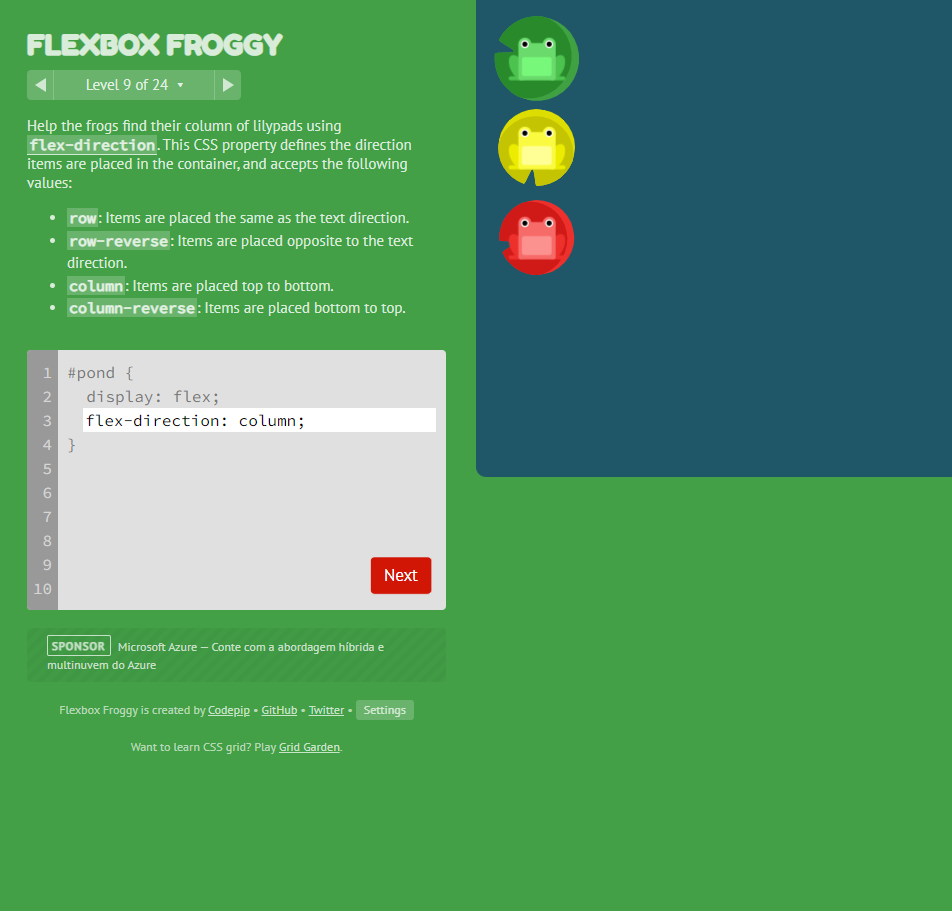 FLEXBOX FROGGY
Level 9 of 24
Help the frogs find their column of lilypads using
flex-direction. This CSS property defines the direction
items are placed in the container, and accepts the following
values:
• row: Items are placed the same as the text direction.
• row-reverse: Items are placed opposite to the text
direction.
• column: Items are placed top to bottom.
• column-reverse: Items are placed bottom to top.
1 #pond {
2 display: flex;
3 flex-direction: column;
4 }
5
6
7
8
9
10
Next
SPONSOR Microsoft Azure — Conte com a abordagem híbrida e
multinuvem do Azure
Flexbox Froggy is created by Codepip • GitHub • Twitter • Settings
Want to learn CSS grid? Play Grid Garden.